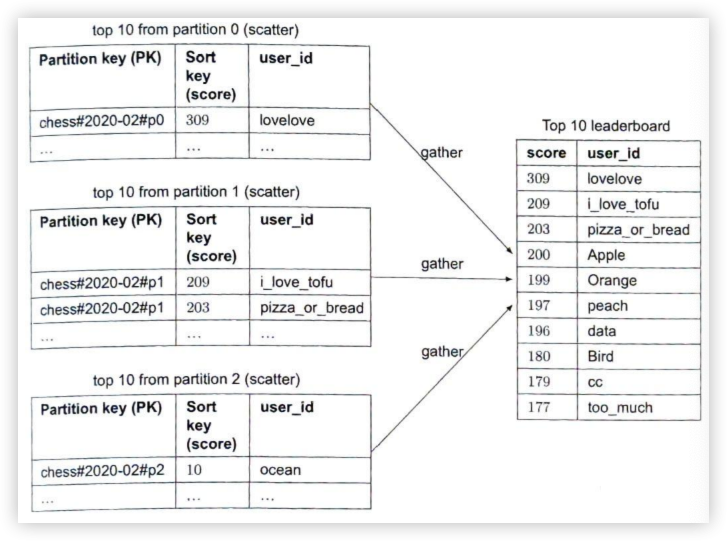 top 10 from partition 0 (scatter)
Partition key (PK) Sort key (score) user_id
chess#2020-02#p0 309 lovelove
... ... ...
top 10 from partition 1 (scatter)
Partition key (PK) Sort key (score) user_id
chess#2020-02#p1 209 i_love_tofu
chess#2020-02#p1 203 pizza_or_bread
... ... ...
top 10 from partition 2 (scatter)
Partition key (PK) Sort key (score) user_id
chess#2020-02#p2 10 ocean
... ... ...
gather
gather
gather
Top 10 leaderboard
score user_id
309 lovelove
209 i_love_tofu
203 pizza_or_bread
200 Apple
199 Orange
197 peach
196 data
180 Bird
179 cc
177 too_much